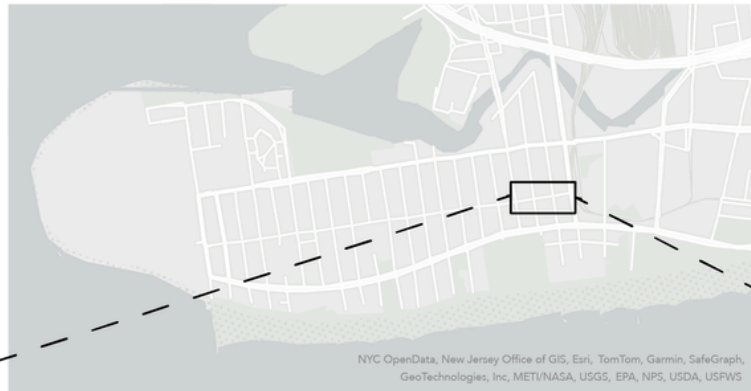 NYC OpenData, New Jersey Office of GIS, Esri, TomTom, Garmin, SafeGraph,
GeoTechnologies, Inc, METI/NASA, USGS, EPA, NPS, USDA, USFWS